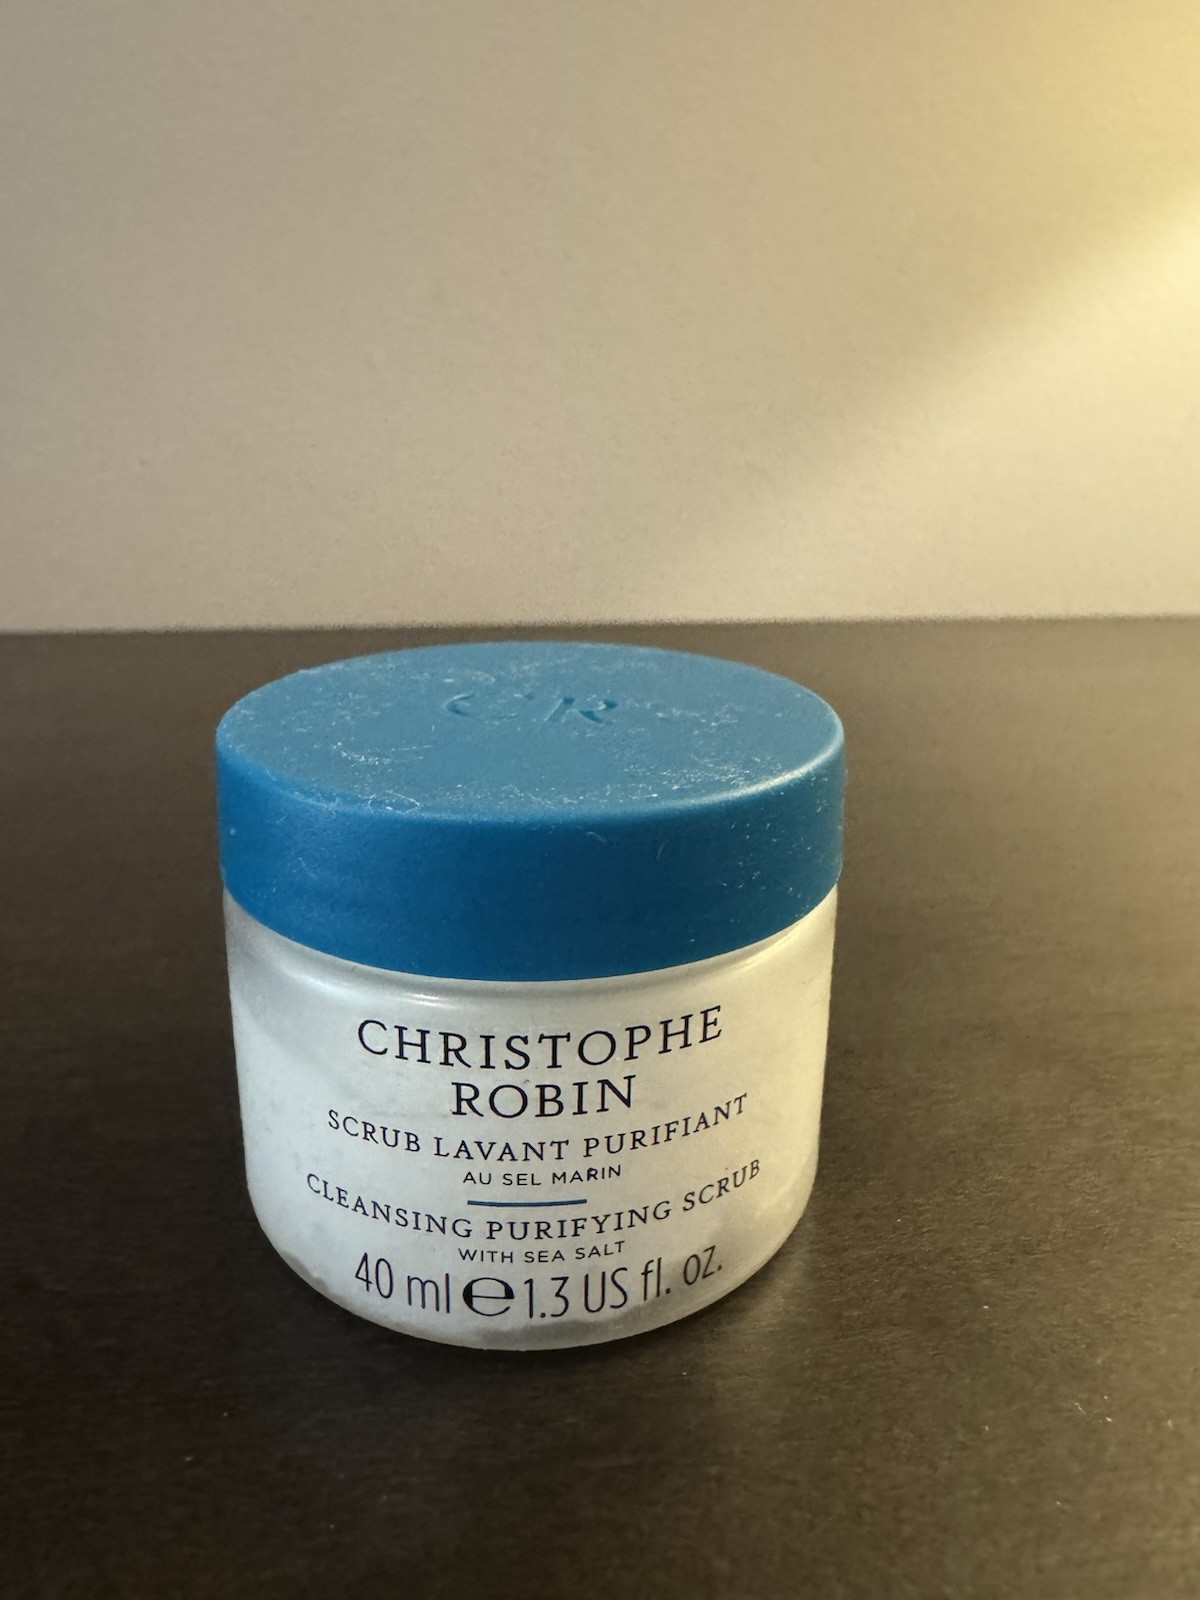 CR
CHRISTOPHE
ROBIN
SCRUB LAVANT PURIFIANT
AU SEL MARIN
CLEANSING PURIFYING SCRUB
WITH SEA SALT
40 ml ℮ 1.3 US fl. oz.